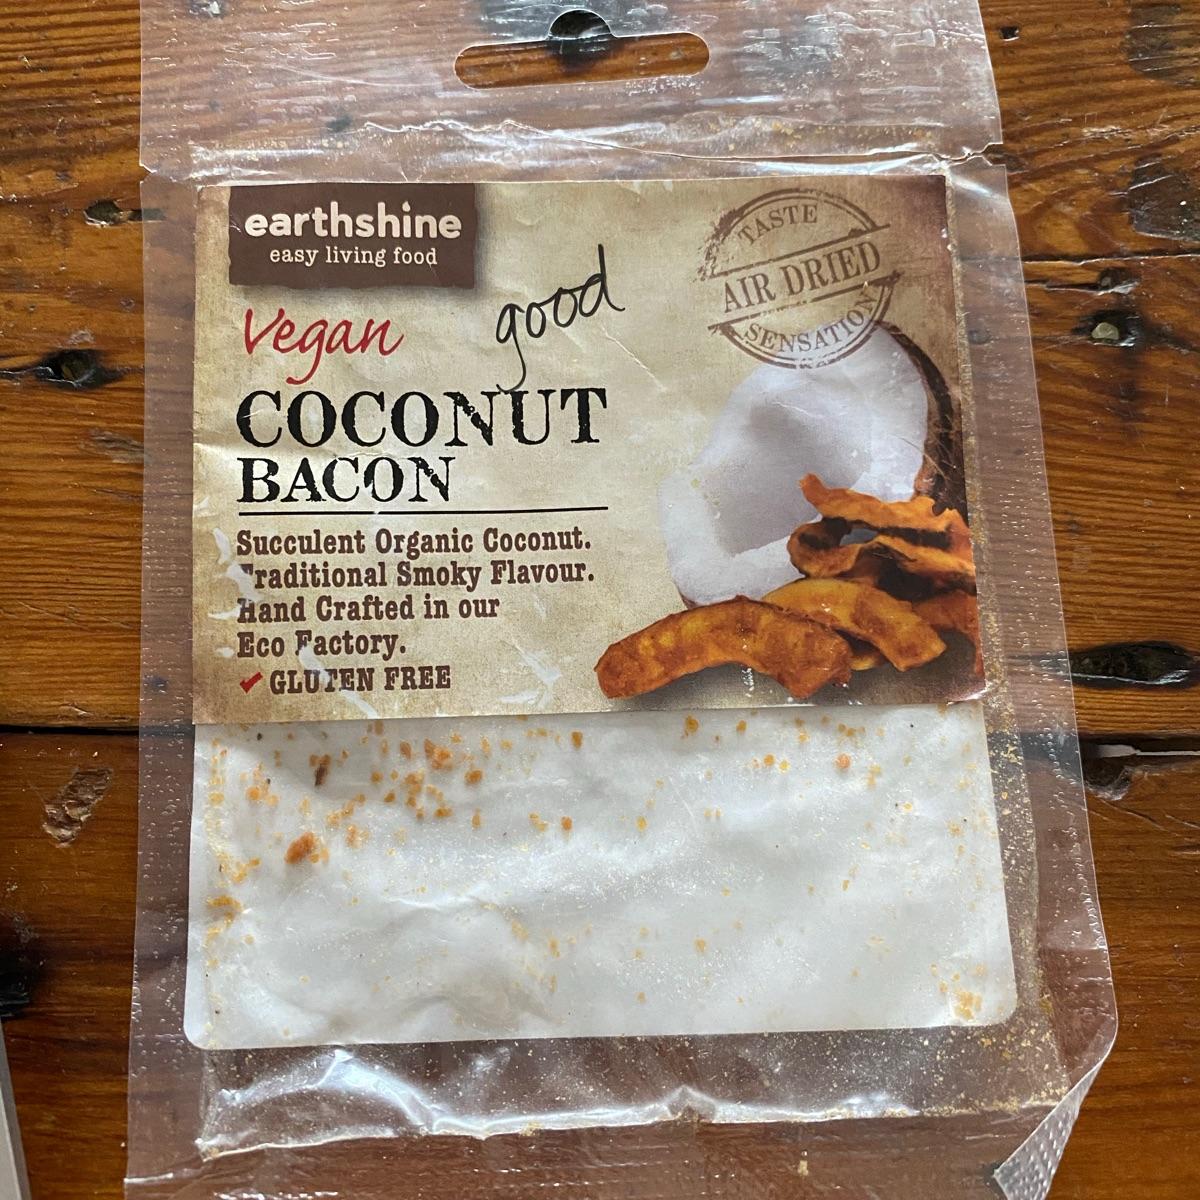 earthshine
easy living food
TASTE
AIR DRIED
SENSATION
Vegan
good
COCONUT
BACON
Succulent Organic Coconut.
Traditional Smoky Flavour.
Hand Crafted in our
Eco Factory.
✓ GLUTEN FREE